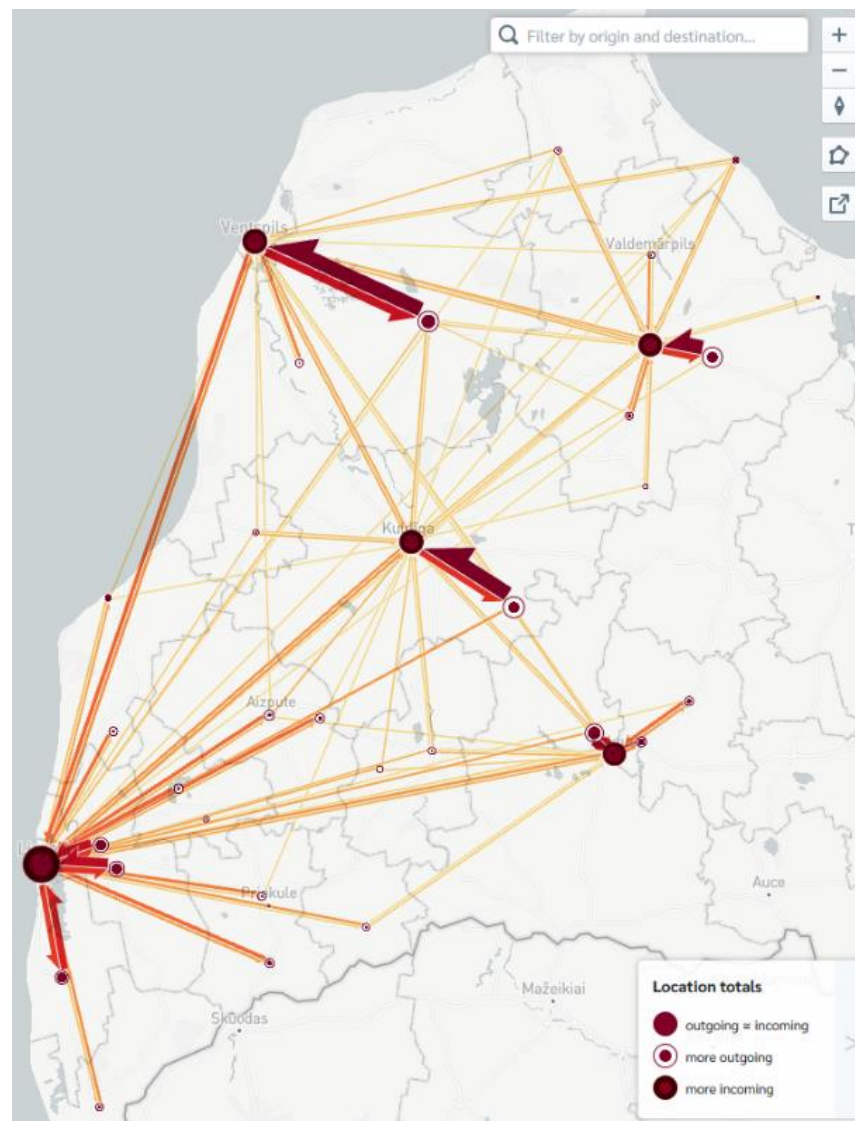 Filter by origin and destination...
Ventspils
Valdemārpils
Kuldīga
Aizpute
Priekule
Auce
Mažeikiai
Skuodas
Location totals
outgoing ≅ incoming
more outgoing
more incoming